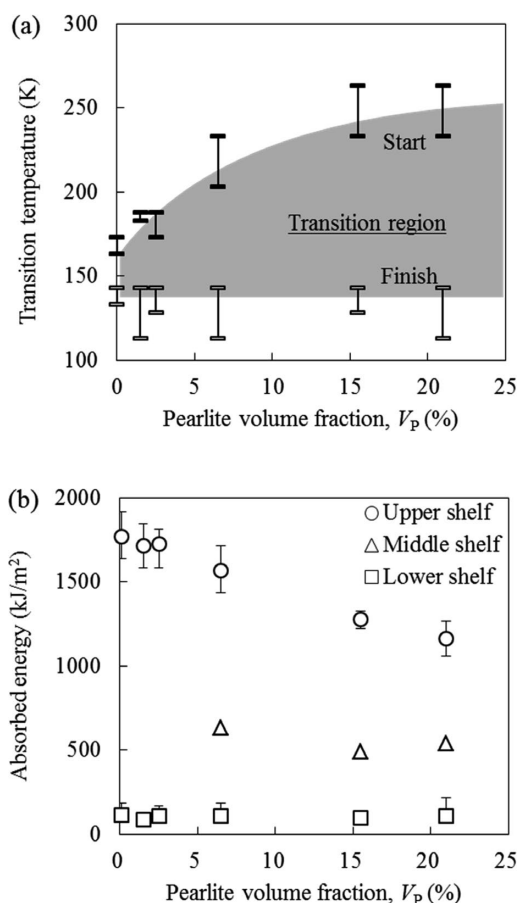 (a)
300
250
200
150
100
Transition temperature (K)
Start
Transition region
Finish
0 5 10 15 20 25
Pearlite volume fraction, V_P (%)
(b)
2000
1500
1000
500
0
Absorbed energy (kJ/m²)
Upper shelf
Middle shelf
Lower shelf
0 5 10 15 20 25
Pearlite volume fraction, V_P (%)